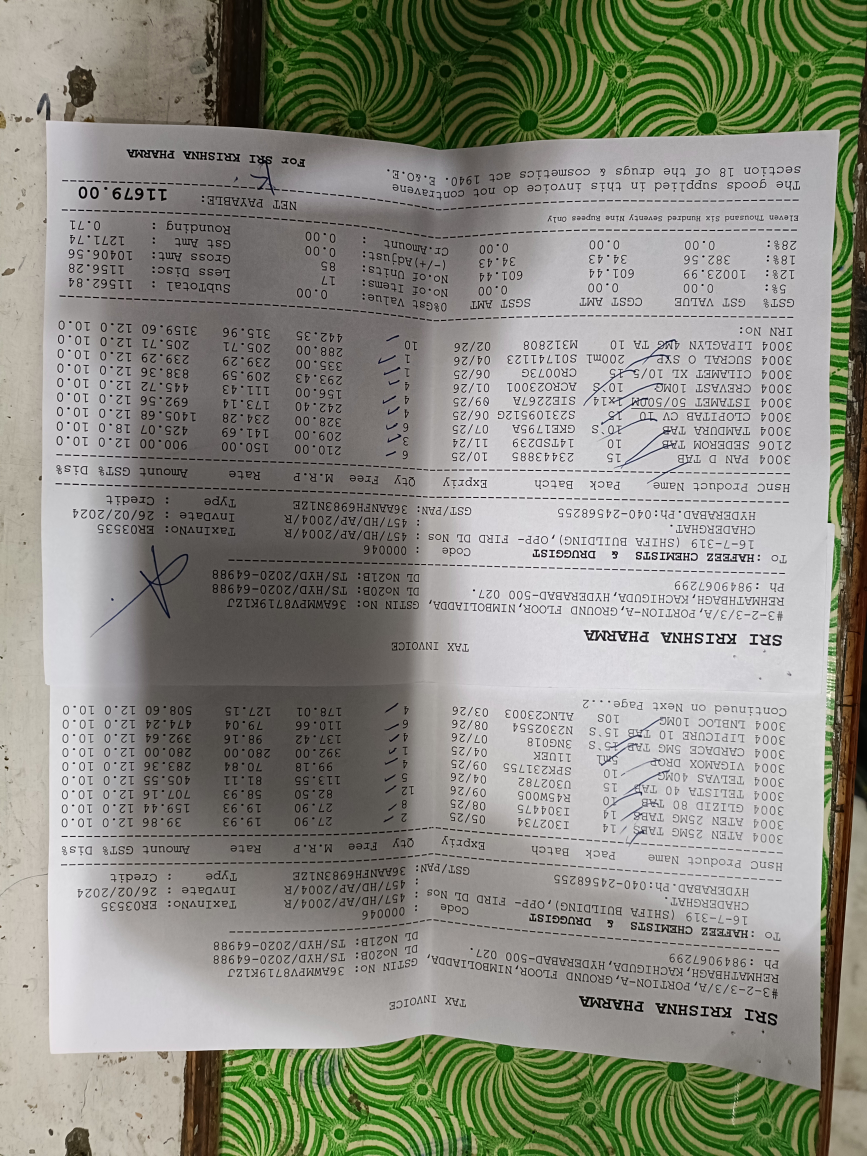 TAX INVOICE
SRI KRISHNA PHARMA
#3-2-3/3/A, PORTION-A, GROUND FLOOR, NIMBOLIADDA, GSTIN No: 36AWMPV8719K1ZJ
REHMATHBAGH, KACHIGUDA, HYDERABAD-500 027. DL No20B: TS/HYD/2020-64988
Ph : 9849067299 DL No21B: TS/HYD/2020-64988
To : HAFEEZ CHEMISTS & DRUGGIST Code : 000046
16-7-319 (SHIFA BUILDING), OPP- FIRD DL Nos : 457/HD/AP/2004/R TaxInvNo: ER03535
CHADERGHAT. : 457/HD/AP/2004/R InvDate : 26/02/2024
HYDERABAD.Ph:040-24568255 GST/PAN: 36AANFH6983E1ZE Type : Credit
HsnC Product Name Pack Batch Expriy Qty Free M.R.P Rate Amount GST% Dis%
3004 ATEN 25MG TABS 14 I302734 05/25 2 27.90 19.93 39.86 12.0 10.0
3004 ATEN 25MG TABS 14 I304475 08/25 8 27.90 19.93 159.44 12.0 10.0
3004 GLIZID 80 TAB 10 R45W005 09/25 12 82.50 58.93 707.16 12.0 10.0
3004 TELISTA 40 TAB 15 U302782 04/26 5 113.55 81.11 405.55 12.0 10.0
3004 TELVAS 40MG 10 SPK231755 09/25 4 99.18 70.84 283.36 12.0 10.0
3004 VIGAMOX DROP 5ml 11UEK 04/25 1 392.00 280.00 280.00 12.0 10.0
3004 CARDACE 5MG TAB 15'S 3NG018 07/26 4 137.42 98.16 392.64 12.0 10.0
3004 LIPICURE 10 TAB 15'S NZ302554 08/26 6 110.66 79.04 474.24 12.0 10.0
3004 LNBLOC 10MG 10S ALNC23003 03/26 4 178.01 127.15 508.60 12.0 10.0
Continued on Next Page...2
TAX INVOICE
SRI KRISHNA PHARMA
#3-2-3/3/A, PORTION-A, GROUND FLOOR, NIMBOLIADDA, GSTIN No: 36AWMPV8719K1ZJ
REHMATHBAGH, KACHIGUDA, HYDERABAD-500 027. DL No20B: TS/HYD/2020-64988
Ph : 9849067299 DL No21B: TS/HYD/2020-64988
To : HAFEEZ CHEMISTS & DRUGGIST Code : 000046
16-7-319 (SHIFA BUILDING), OPP- FIRD DL Nos : 457/HD/AP/2004/R TaxInvNo: ER03535
CHADERGHAT. : 457/HD/AP/2004/R InvDate : 26/02/2024
HYDERABAD.Ph:040-24568255 GST/PAN: 36AANFH6983E1ZE Type : Credit
HsnC Product Name Pack Batch Expriy Qty Free M.R.P Rate Amount GST% Dis%
3004 PAN D TAB 15 23443885 10/25 6 210.00 150.00 900.00 12.0 10.0
2106 SEDEROM TAB 10 14TSD239 11/24 3 209.00 141.69 425.07 18.0 10.0
3004 TANDURA TAB 10'S GKE1795A 07/25 6 328.00 234.28 1405.68 12.0 10.0
3004 CLOPITAB CV 10 15 S23109512G 06/25 4 242.40 173.14 692.56 12.0 10.0
3004 ISTAMET 50/500M 1x14 SIE267A 09/25 4 156.00 111.43 445.72 12.0 10.0
3004 CREVAST 10MG 10'S ACRO23001 01/26 4 293.43 209.59 838.36 12.0 10.0
3004 CILAMET XL 10/5 15 CR0073G 06/25 1 335.00 239.29 239.29 12.0 10.0
3004 SUCRAL O SYP 200ml S01741123 04/26 1 288.00 205.71 205.71 12.0 10.0
3004 LIPAGLYN 4MG TA 10 M312808 02/26 10 442.35 315.96 3159.60 12.0 10.0
IRN No:
GST% GST VALUE CGST AMT SGST AMT 0%Gst Value: 0.00 SubTotal : 11562.84
5%: 0.00 0.00 0.00 No.of Items: 17 Less Disc: 1156.28
12%: 10023.99 601.44 601.44 No.of Units: 85 Gross Amt: 10406.56
18%: 382.56 34.43 34.43 (-/+)Adjust: 0.00 Gst Amt : 1271.74
28%: 0.00 0.00 0.00 Cr.Amount : 0.00 Rounding : 0.71
Eleven Thousand Six Hundred Seventy Nine Rupees Only NET PAYABLE: 11679.00
The goods supplied in this invoice do not contravene
section 18 of the drugs & cosmetics act 1940. E.&O.E. For SRI KRISHNA PHARMA